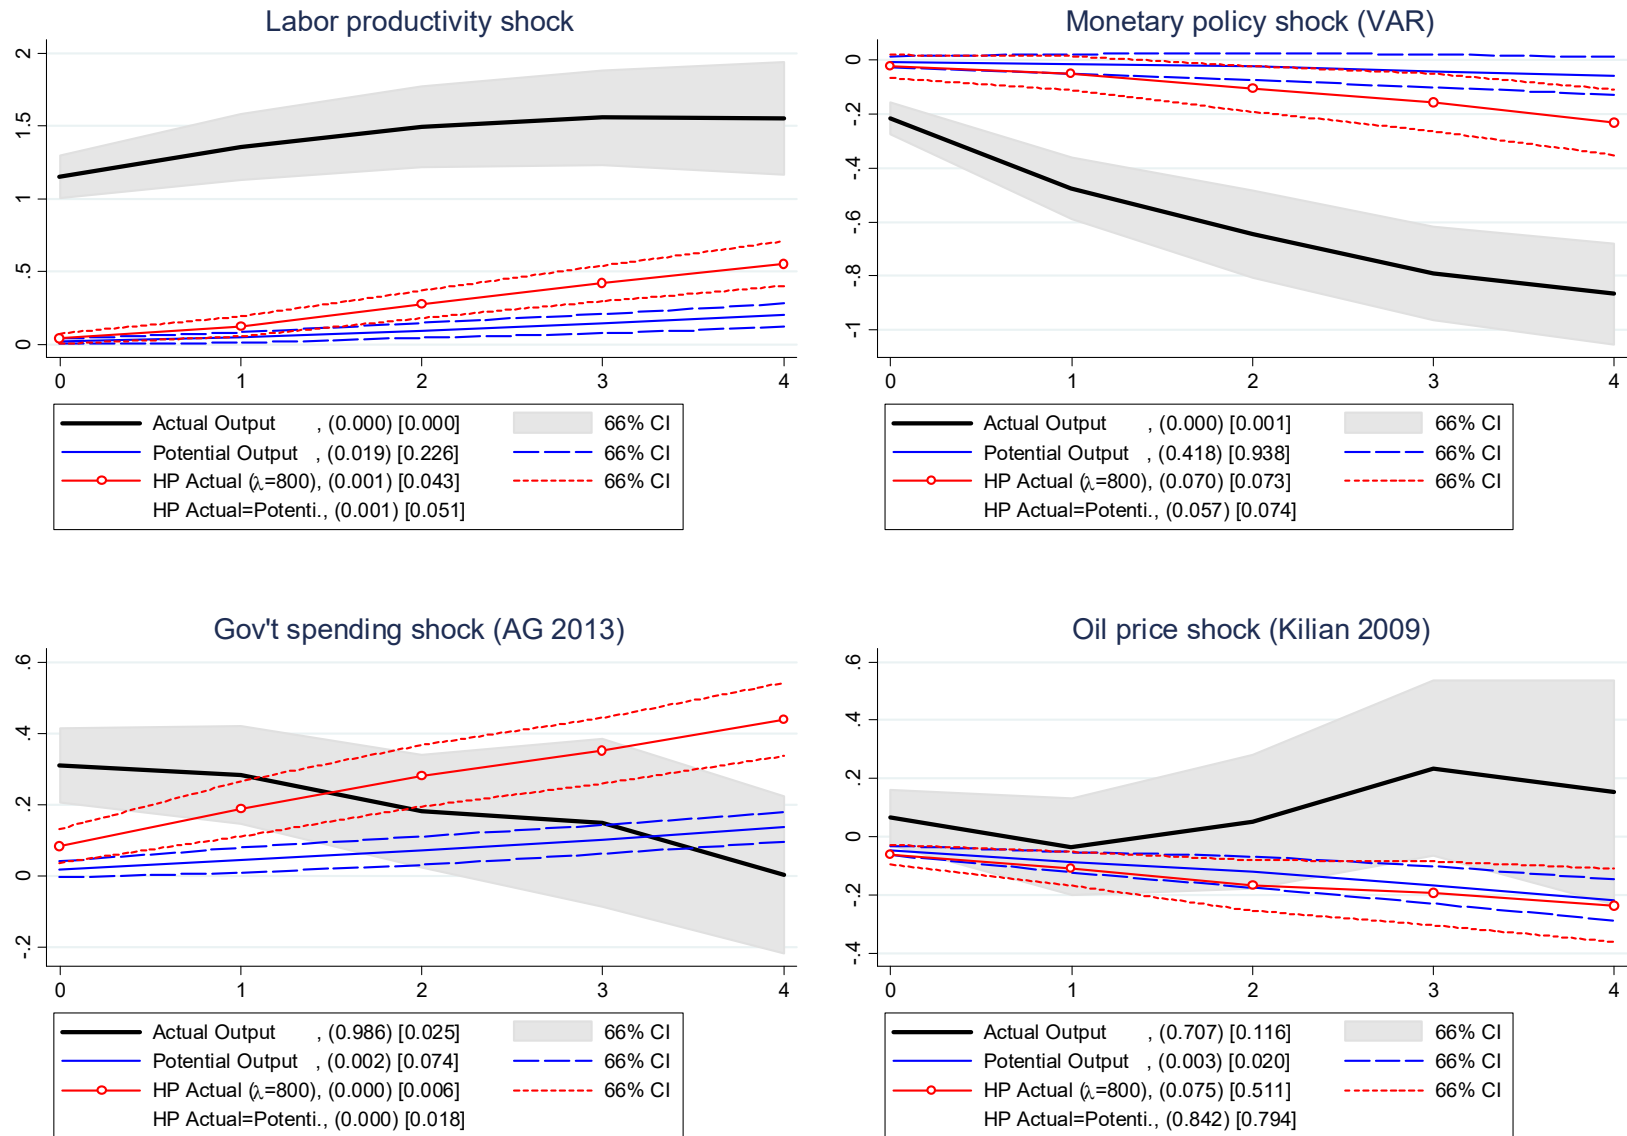 Labor productivity shock
2
1.5
1
.5
0
0 1 2 3 4
Actual Output , (0.000) [0.000] 66% CI
Potential Output , (0.019) [0.226] 66% CI
HP Actual (λ=800), (0.001) [0.043] 66% CI
HP Actual=Potenti., (0.001) [0.051]
Monetary policy shock (VAR)
0
-.2
-.4
-.6
-.8
-1
0 1 2 3 4
Actual Output , (0.000) [0.001] 66% CI
Potential Output , (0.418) [0.938] 66% CI
HP Actual (λ=800), (0.070) [0.073] 66% CI
HP Actual=Potenti., (0.057) [0.074]
Gov't spending shock (AG 2013)
.6
.4
.2
0
-.2
0 1 2 3 4
Actual Output , (0.986) [0.025] 66% CI
Potential Output , (0.002) [0.074] 66% CI
HP Actual (λ=800), (0.000) [0.006] 66% CI
HP Actual=Potenti., (0.000) [0.018]
Oil price shock (Kilian 2009)
.6
.4
.2
0
-.2
-.4
0 1 2 3 4
Actual Output , (0.707) [0.116] 66% CI
Potential Output , (0.003) [0.020] 66% CI
HP Actual (λ=800), (0.075) [0.511] 66% CI
HP Actual=Potenti., (0.842) [0.794]